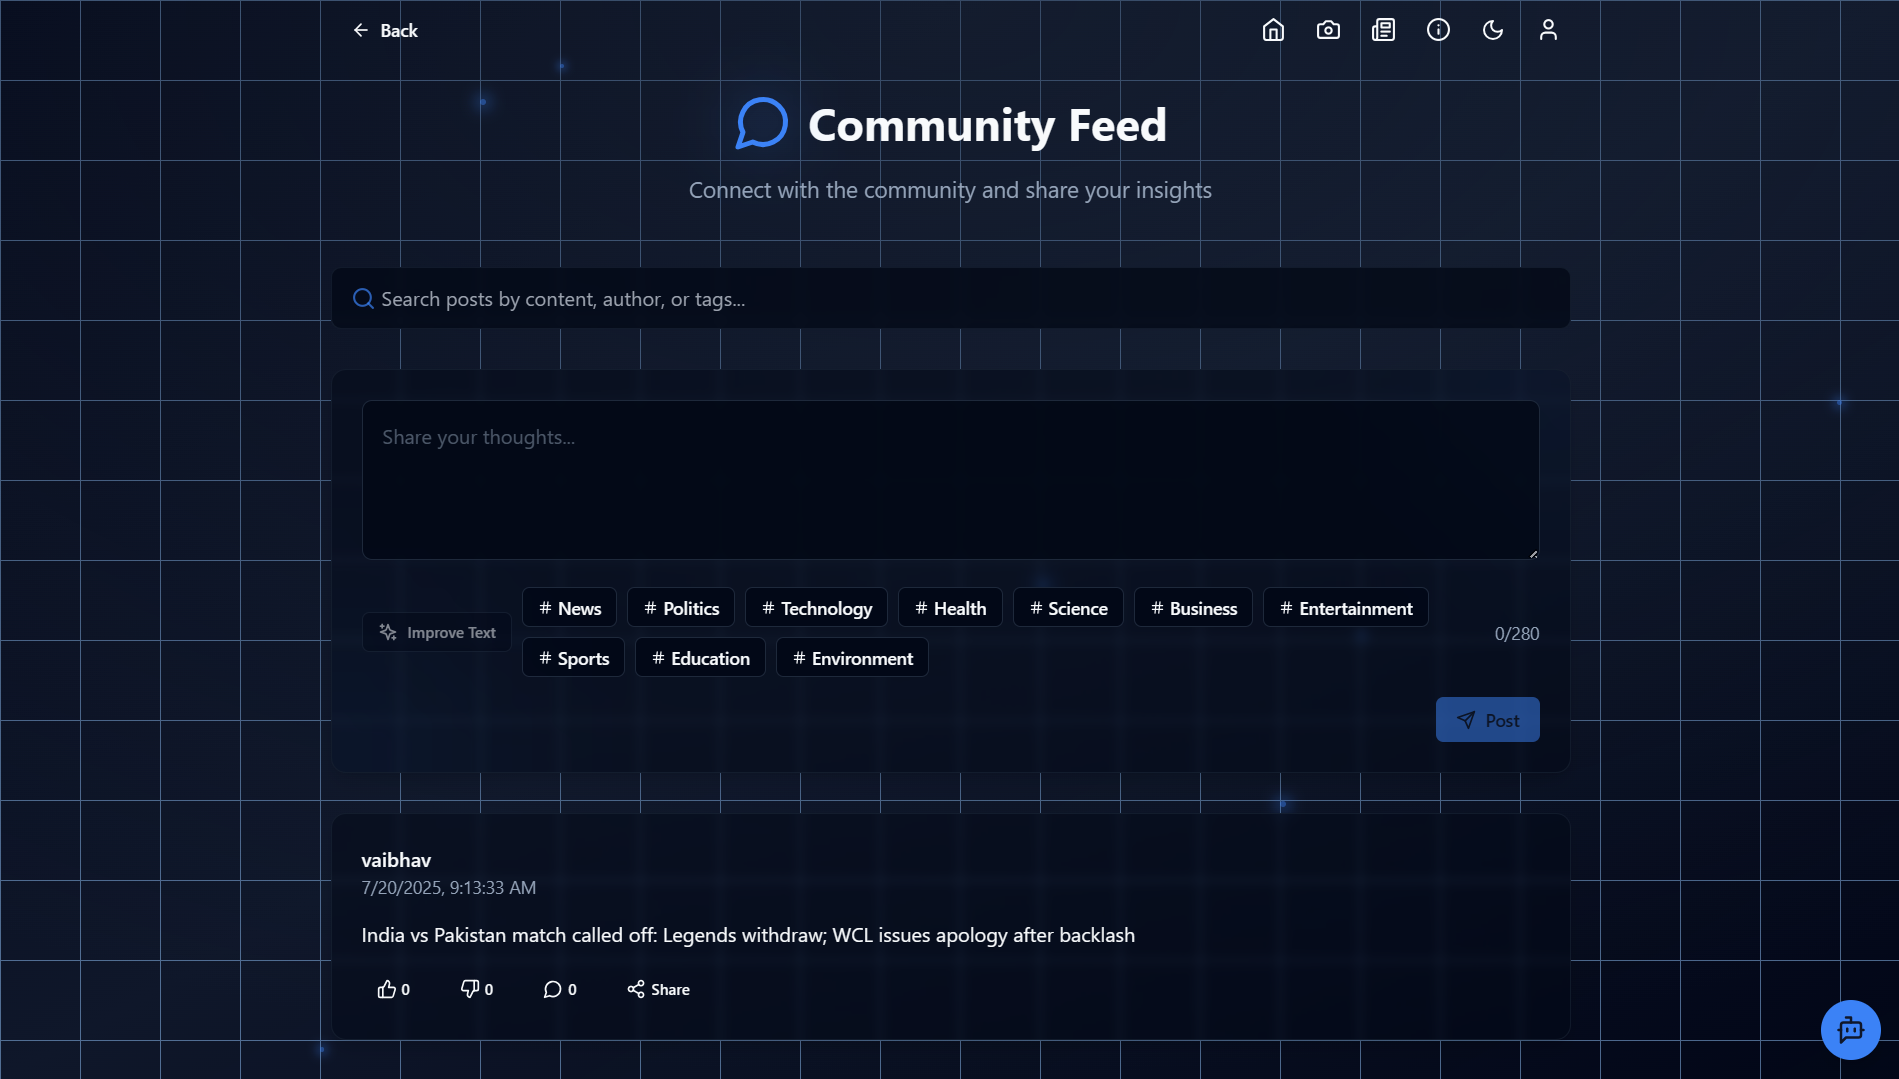 Back
Community Feed
Connect with the community and share your insights
Search posts by content, author, or tags...
Share your thoughts...
Improve Text
# News # Politics # Technology # Health # Science # Business # Entertainment
# Sports # Education # Environment
0/280
Post
vaibhav
7/20/2025, 9:13:33 AM
India vs Pakistan match called off: Legends withdraw; WCL issues apology after backlash
0 0 0 Share